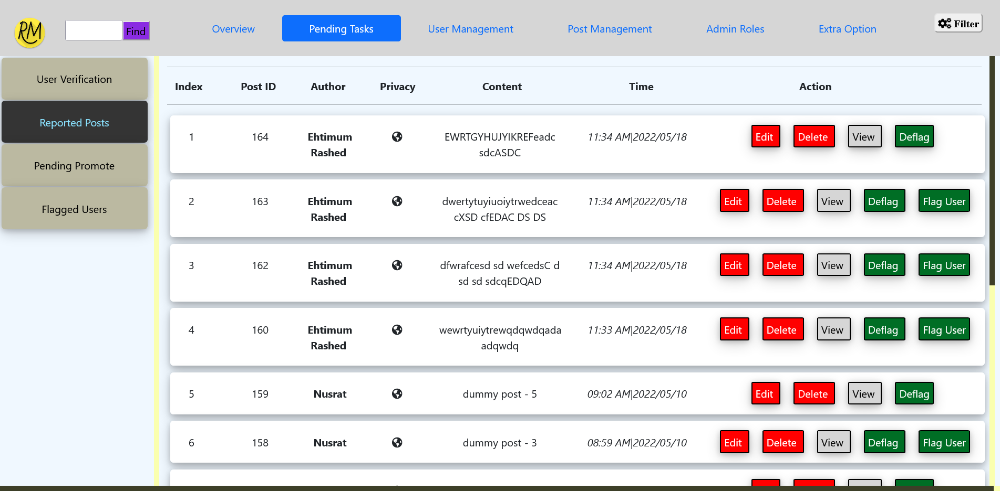 RM Find Overview Pending Tasks User Management Post Management Admin Roles Extra Option Filter
User Verification
Reported Posts
Pending Promote
Flagged Users
Index Post ID Author Privacy Content Time Action
1 164 Ehtimum EWRTGYHUJYIKREFeadc 11:34 AM|2022/05/18 Edit Delete View Deflag
Rashed sdcASDC
2 163 Ehtimum dwertytuyiuoiytrwedceac 11:34 AM|2022/05/18 Edit Delete View Deflag Flag User
Rashed cXSD cfEDAC DS DS
3 162 Ehtimum dfwrafcesd sd wefcedsC d 11:34 AM|2022/05/18 Edit Delete View Deflag Flag User
Rashed sd sd sdcqEDQAD
4 160 Ehtimum wewrtyuiytrewqdqwdqada 11:33 AM|2022/05/18 Edit Delete View Deflag Flag User
Rashed adqwdq
5 159 Nusrat dummy post - 5 09:02 AM|2022/05/10 Edit Delete View Deflag
6 158 Nusrat dummy post - 3 08:59 AM|2022/05/10 Edit Delete View Deflag Flag User